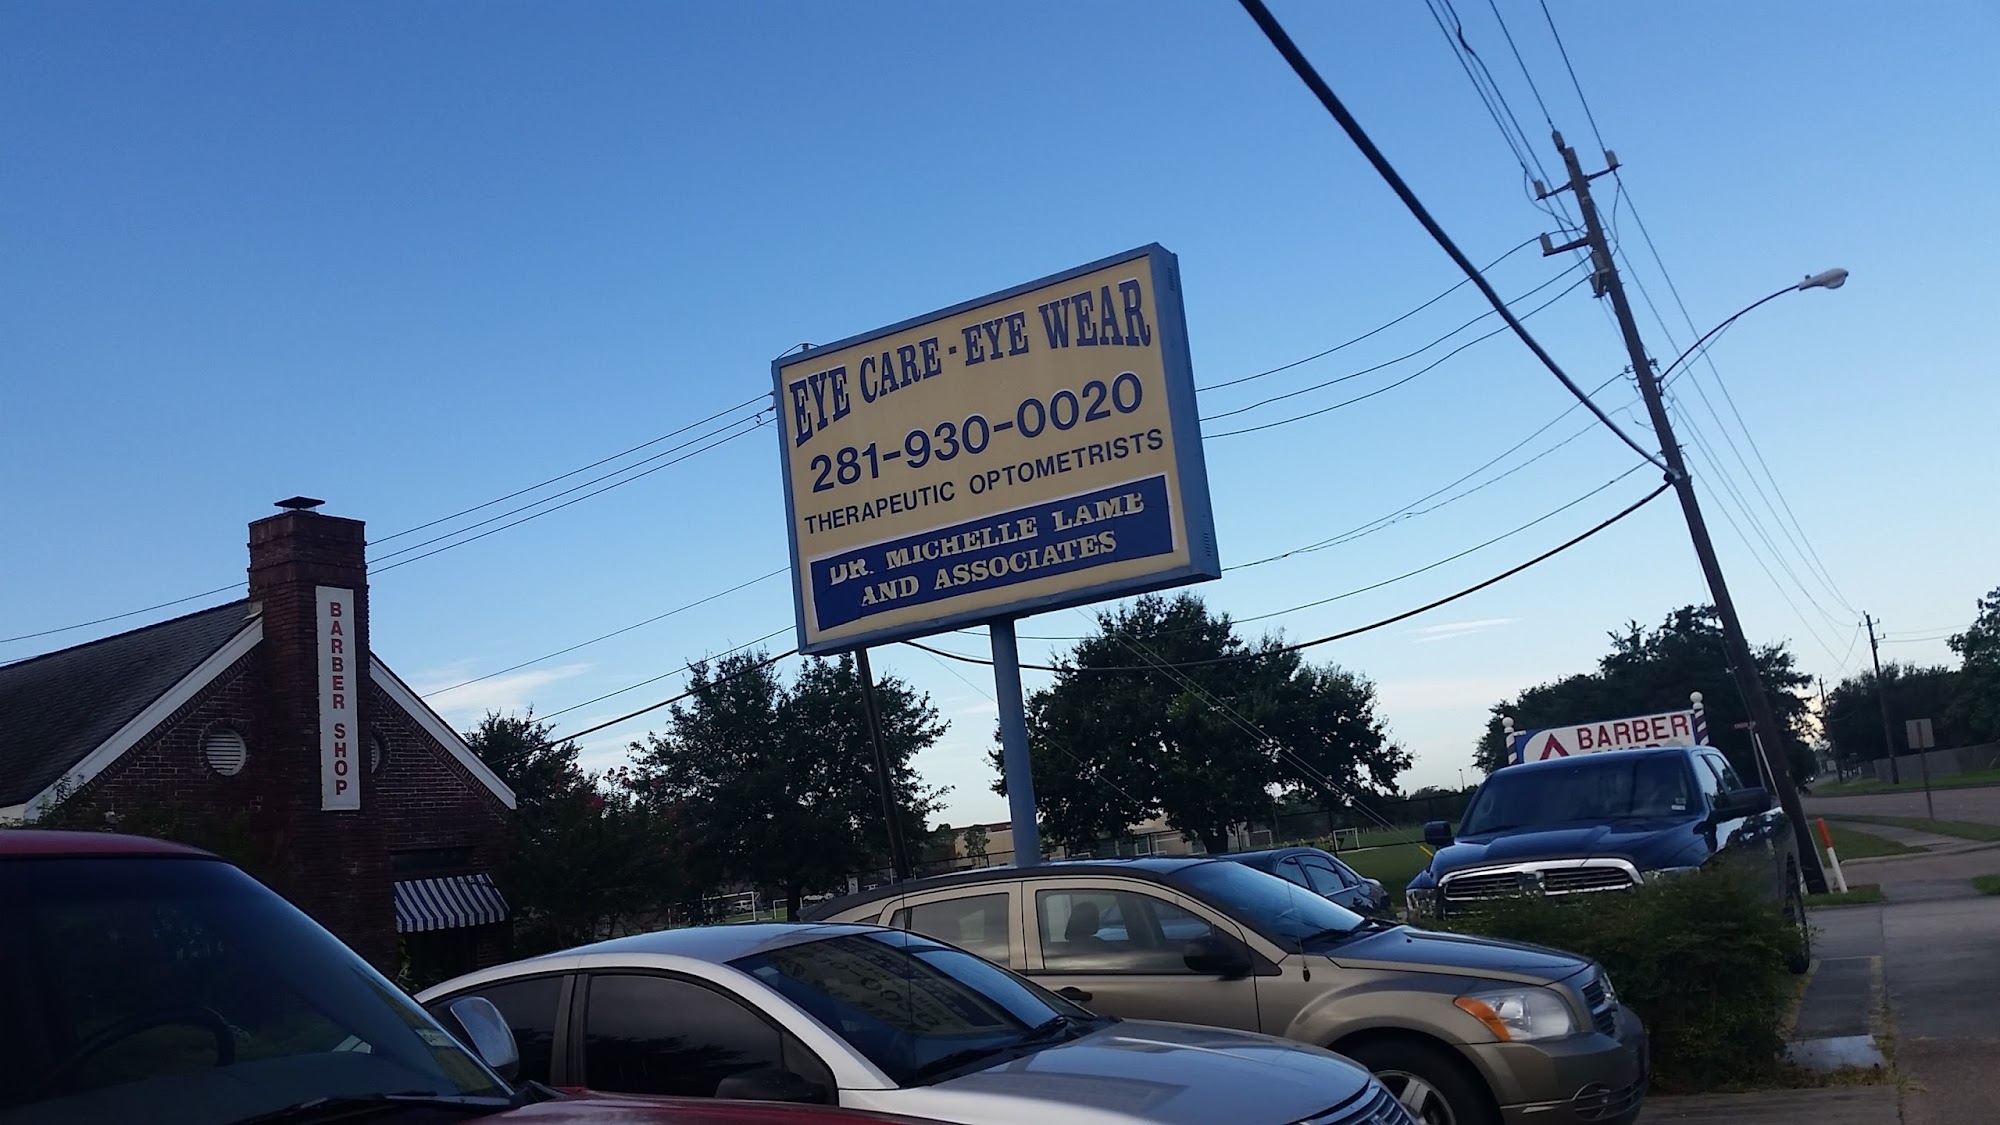 EYE CARE - EYE WEAR
281-930-0020
THERAPEUTIC OPTOMETRISTS
DR. MICHELLE LAMB
AND ASSOCIATES
BARBER SHOP
BARBER